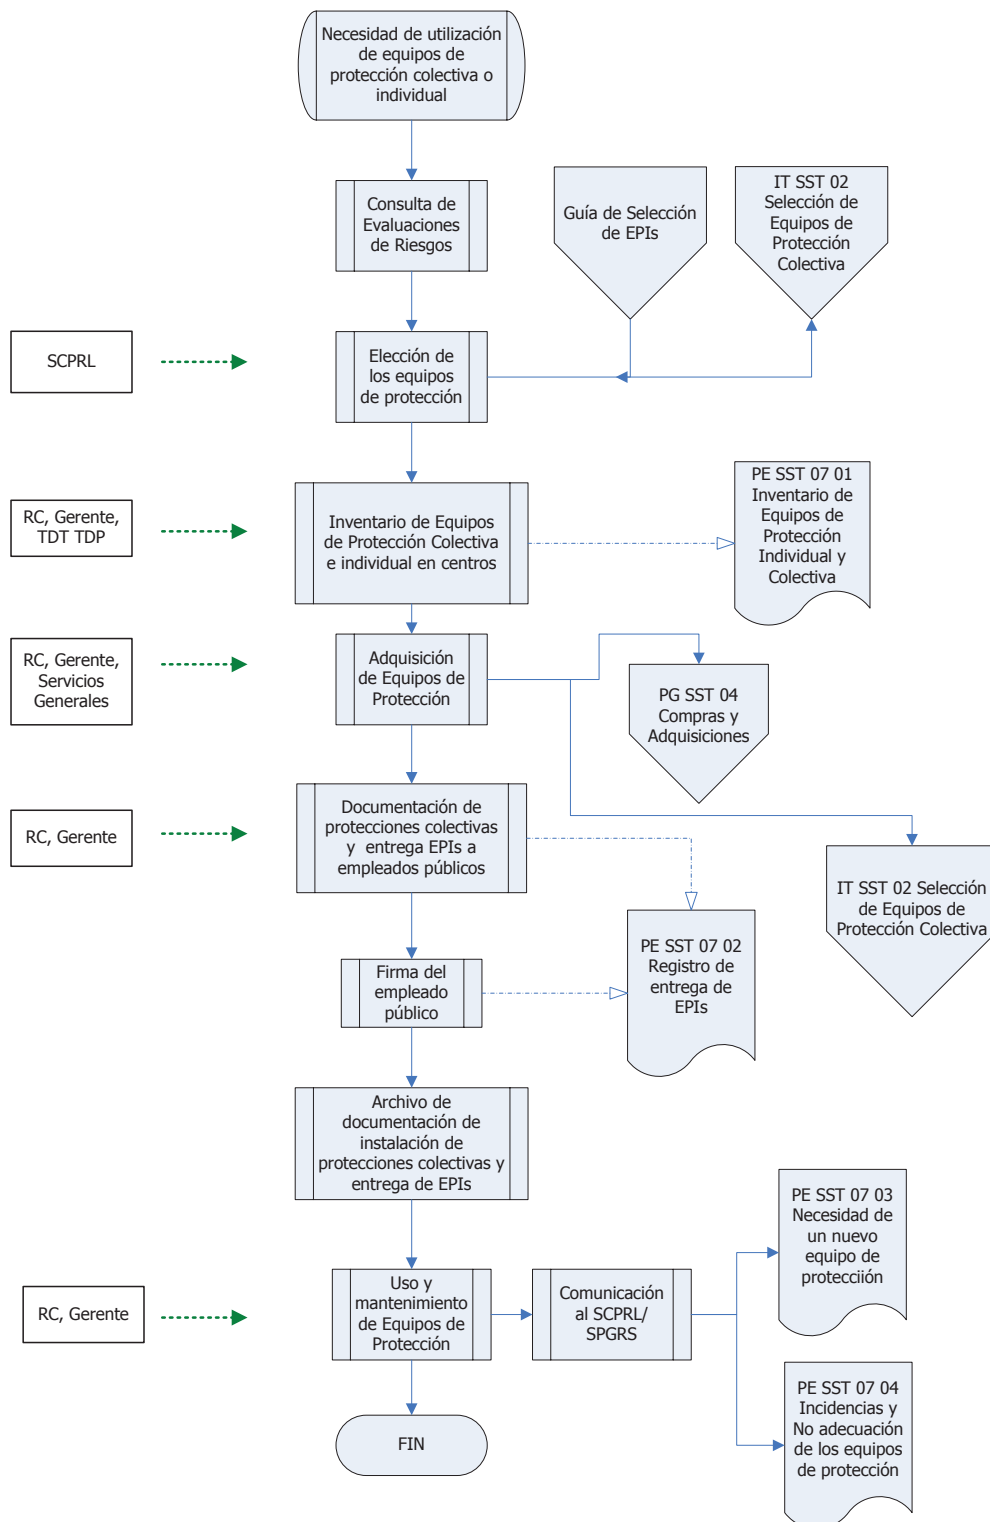 Necesidad de utilización
de equipos de
protección colectiva o
individual
Consulta de
Evaluaciones
de Riesgos
Guía de Selección
de EPIs
IT SST 02
Selección de
Equipos de
Protección
Colectiva
SCPRL
Elección de
los equipos
de protección
RC, Gerente,
TDT TDP
Inventario de Equipos
de Protección Colectiva
e individual en centros
PE SST 07 01
Inventario de
Equipos de
Protección
Individual y
Colectiva
RC, Gerente,
Servicios
Generales
Adquisición
de Equipos de
Protección
PG SST 04
Compras y
Adquisiciones
RC, Gerente
Documentación de
protecciones colectivas
y entrega EPIs a
empleados públicos
IT SST 02 Selección
de Equipos de
Protección Colectiva
PE SST 07 02
Registro de
entrega de
EPIs
Firma del
empleado
público
Archivo de
documentación de
instalación de
protecciones colectivas y
entrega de EPIs
PE SST 07 03
Necesidad de
un nuevo
equipo de
protecciión
RC, Gerente
Uso y
mantenimiento
de Equipos de
Protección
Comunicación
al SCPRL/
SPGRS
PE SST 07 04
Incidencias y
No adecuación
de los equipos
de protección
FIN